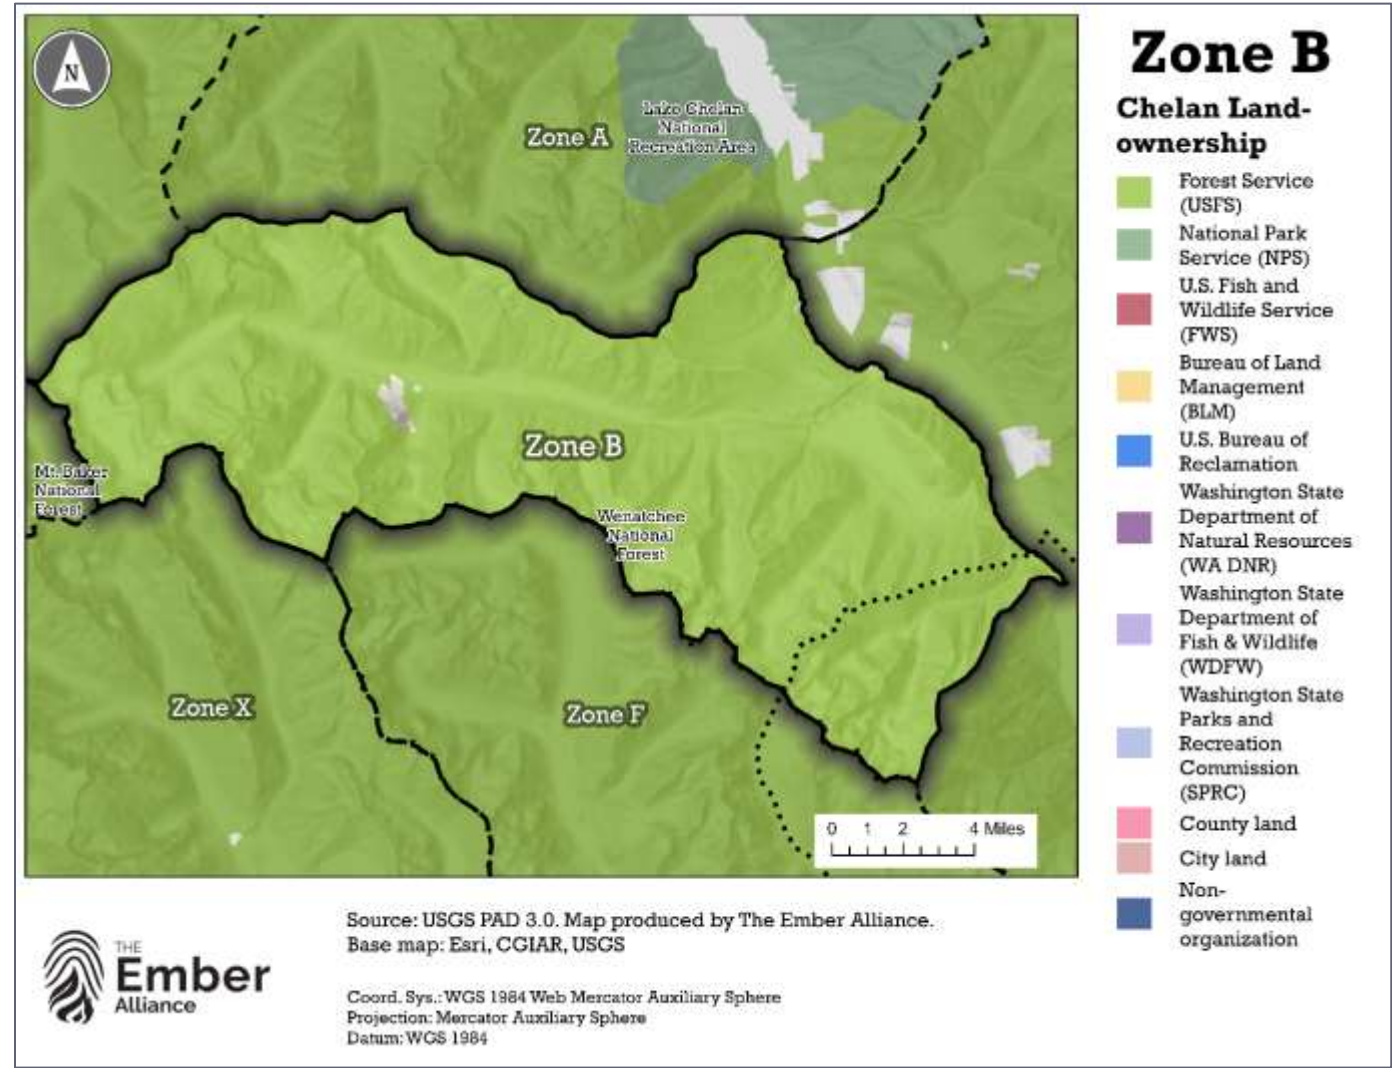 Zone B
Chelan Land-
ownership
Forest Service
(USFS)
National Park
Service (NPS)
U.S. Fish and
Wildlife Service
(FWS)
Bureau of Land
Management
(BLM)
U.S. Bureau of
Reclamation
Washington State
Department of
Natural Resources
(WA DNR)
Washington State
Department of
Fish & Wildlife
(WDFW)
Washington State
Parks and
Recreation
Commission
(SPRC)
County land
City land
Non-
governmental
organization
N
Zone A
Lake Chelan
National
Recreation Area
Zone B
Mt. Baker
National
Forest
Wenatchee
National
Forest
Zone X
Zone F
0 1 2 4 Miles
THE
Ember
Alliance
Source: USGS PAD 3.0. Map produced by The Ember Alliance.
Base map: Esri, CGIAR, USGS
Coord. Sys.: WGS 1984 Web Mercator Auxiliary Sphere
Projection: Mercator Auxiliary Sphere
Datum: WGS 1984